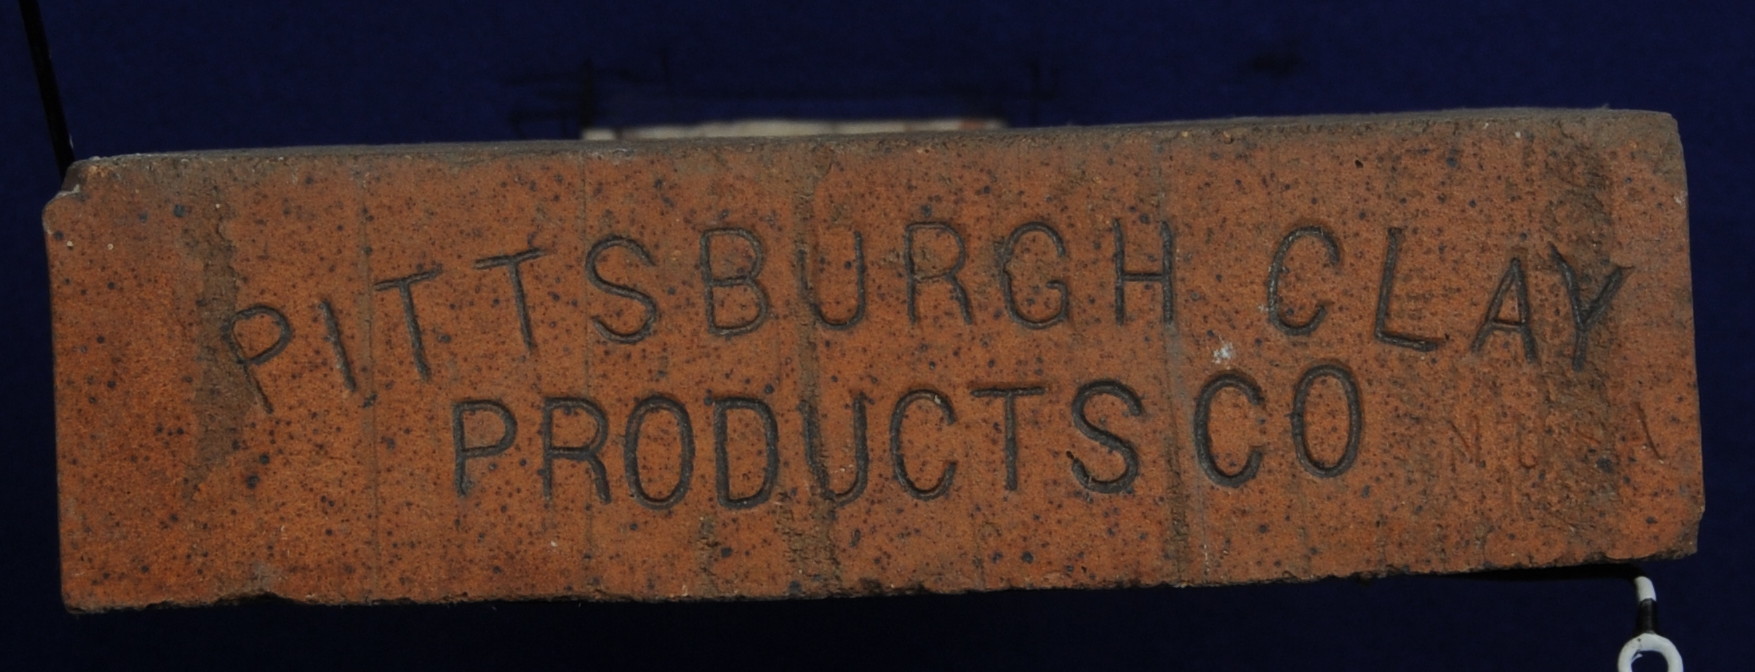 PITTSBURGH CLAY
PRODUCTS CO